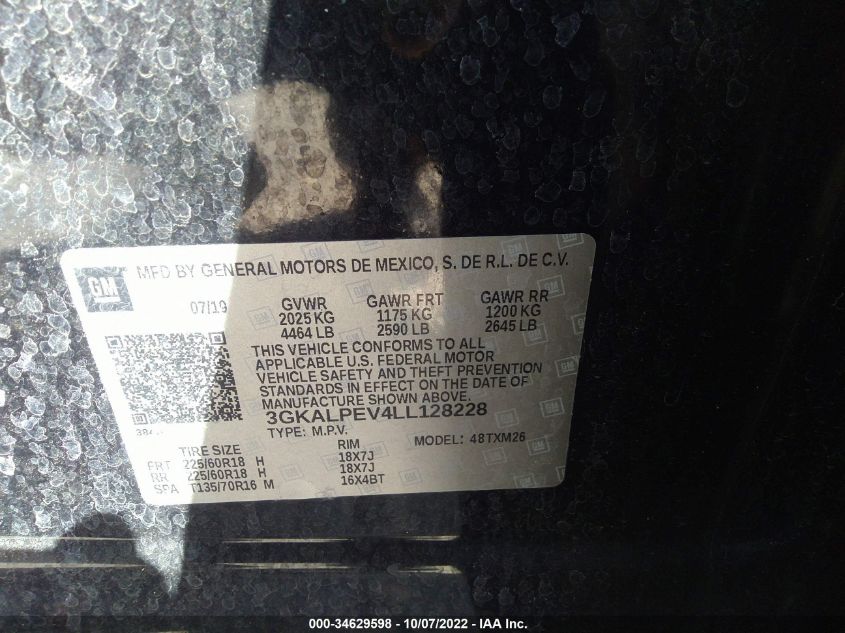 GM MFD BY GENERAL MOTORS DE MEXICO, S. DE R.L. DE C.V.
07/19 GVWR GAWR FRT GAWR RR
2025 KG 1175 KG 1200 KG
4464 LB 2590 LB 2645 LB
THIS VEHICLE CONFORMS TO ALL
APPLICABLE U.S. FEDERAL MOTOR
VEHICLE SAFETY AND THEFT PREVENTION
STANDARDS IN EFFECT ON THE DATE OF
MANUFACTURE SHOWN ABOVE.
3GKALPEV4LL128228
TYPE: M.P.V. MODEL: 48TXM26
TIRE SIZE RIM
FRT 225/60R18 H 18X7J
RR 225/60R18 H 18X7J
SPA T135/70R16 M 16X4BT
000-34629598 - 10/07/2022 - IAA Inc.